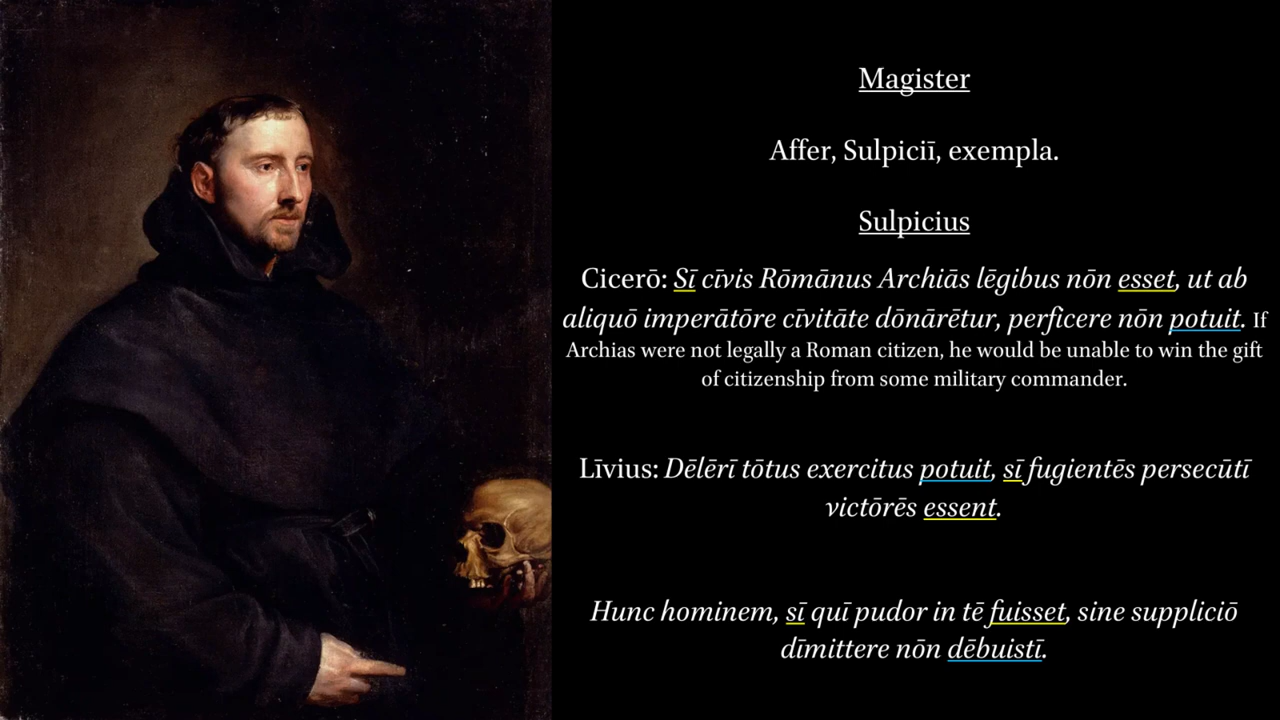 Magister
Affer, Sulpiciī, exempla.
Sulpicius
Cicerō: Sī cīvis Rōmānus Archiās lēgibus nōn esset, ut ab
aliquō imperātōre cīvitāte dōnārētur, perficere nōn potuit. If
Archias were not legally a Roman citizen, he would be unable to win the gift
of citizenship from some military commander.
Līvius: Dēlērī tōtus exercitus potuit, sī fugientēs persecūtī
victōrēs essent.
Hunc hominem, sī quī pudor in tē fuisset, sine suppliciō
dīmittere nōn dēbuistī.